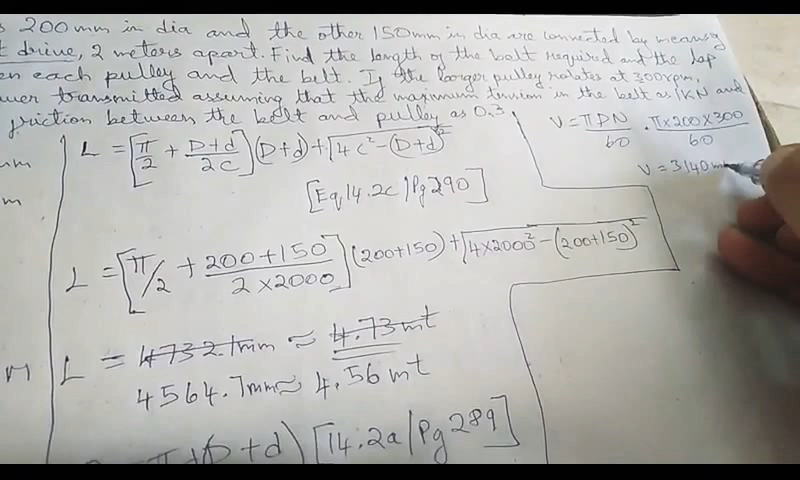 200mm in dia and the other 150mm in dia are connected by means of
drive, 2 meters apart. Find the length of the belt required and the lap
en each pulley and the belt. If the larger pulley rotates at 300rpm,
wer transmitted assuming that the maximum tension in the belt as 1KN and
friction between the belt and pulley as 0.3
V = πDN/60 · π×200×300/60
V = 3140 m
mm
m
L = [π/2 + D+d/2C] (D+d) + √4C² - (D+d)²
[Eq 14.2c/Pg 290]
L = [π/2 + 200+150/2×2000] (200+150) + √4×2000² - (200+150)²
L = 4732.1mm ≈ 4.73mt
4564.7mm ≈ 4.56 mt
(D+d) [14.2a/Pg 289]